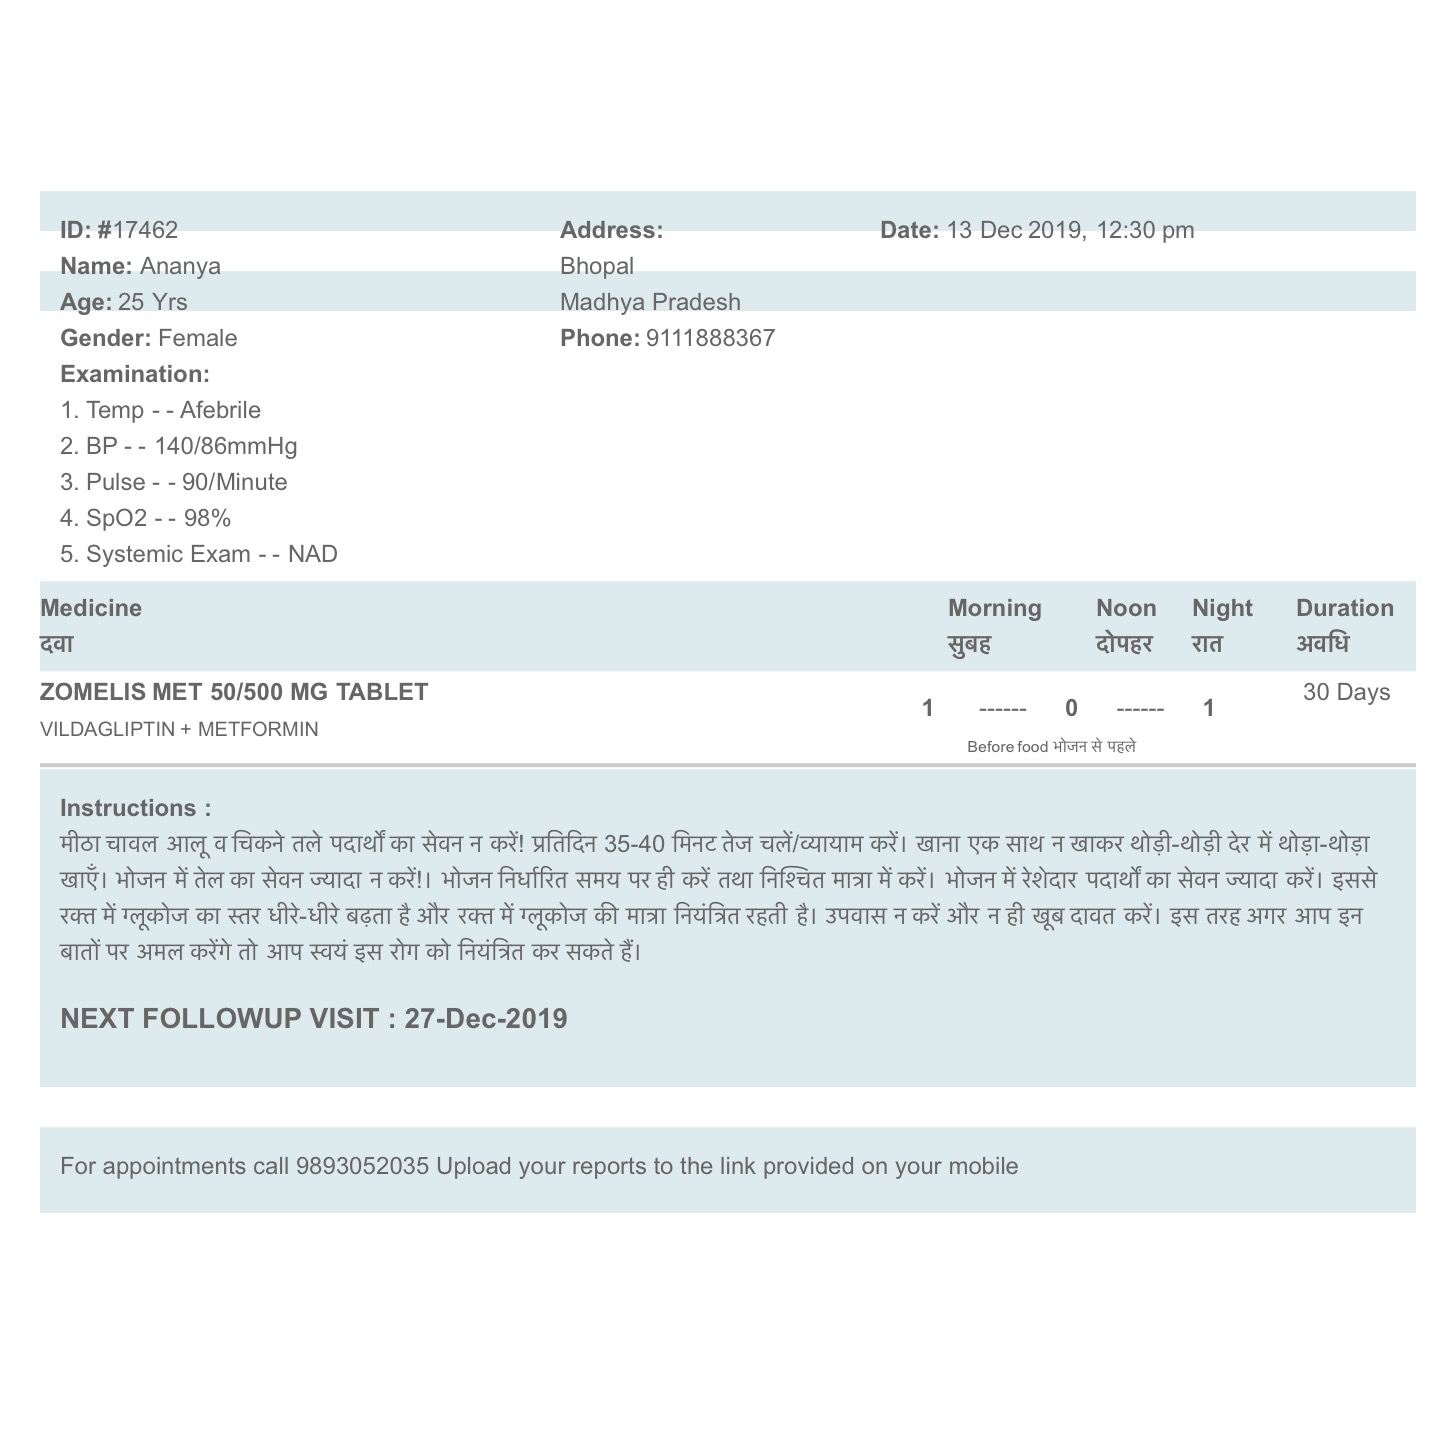 ID: #17462
Address:
Date: 13 Dec 2019, 12:30 pm
Name: Ananya
Bhopal
Age: 25 Yrs
Madhya Pradesh
Gender: Female
Phone: 9111888367
Examination:
1. Temp - - Afebrile
2. BP - - 140/86mmHg
3. Pulse - - 90/Minute
4. SpO2 - - 98%
5. Systemic Exam - - NAD
Medicine Morning Noon Night Duration
दवा सुबह दोपहर रात अवधि
ZOMELIS MET 50/500 MG TABLET
1 ------ 0 ------ 1
30 Days
VILDAGLIPTIN + METFORMIN
Before food भोजन से पहले
Instructions :
मीठा चावल आलू व चिकने तले पदार्थों का सेवन न करें! प्रतिदिन 35-40 मिनट तेज चलें/व्यायाम करें। खाना एक साथ न खाकर थोड़ी-थोड़ी देर में थोड़ा-थोड़ा
खाएँ। भोजन में तेल का सेवन ज्यादा न करें!। भोजन निर्धारित समय पर ही करें तथा निश्चित मात्रा में करें। भोजन में रेशेदार पदार्थों का सेवन ज्यादा करें। इससे
रक्त में ग्लूकोज का स्तर धीरे-धीरे बढ़ता है और रक्त में ग्लूकोज की मात्रा नियंत्रित रहती है। उपवास न करें और न ही खूब दावत करें। इस तरह अगर आप इन
बातों पर अमल करेंगे तो आप स्वयं इस रोग को नियंत्रित कर सकते हैं।
NEXT FOLLOWUP VISIT : 27-Dec-2019
For appointments call 9893052035 Upload your reports to the link provided on your mobile